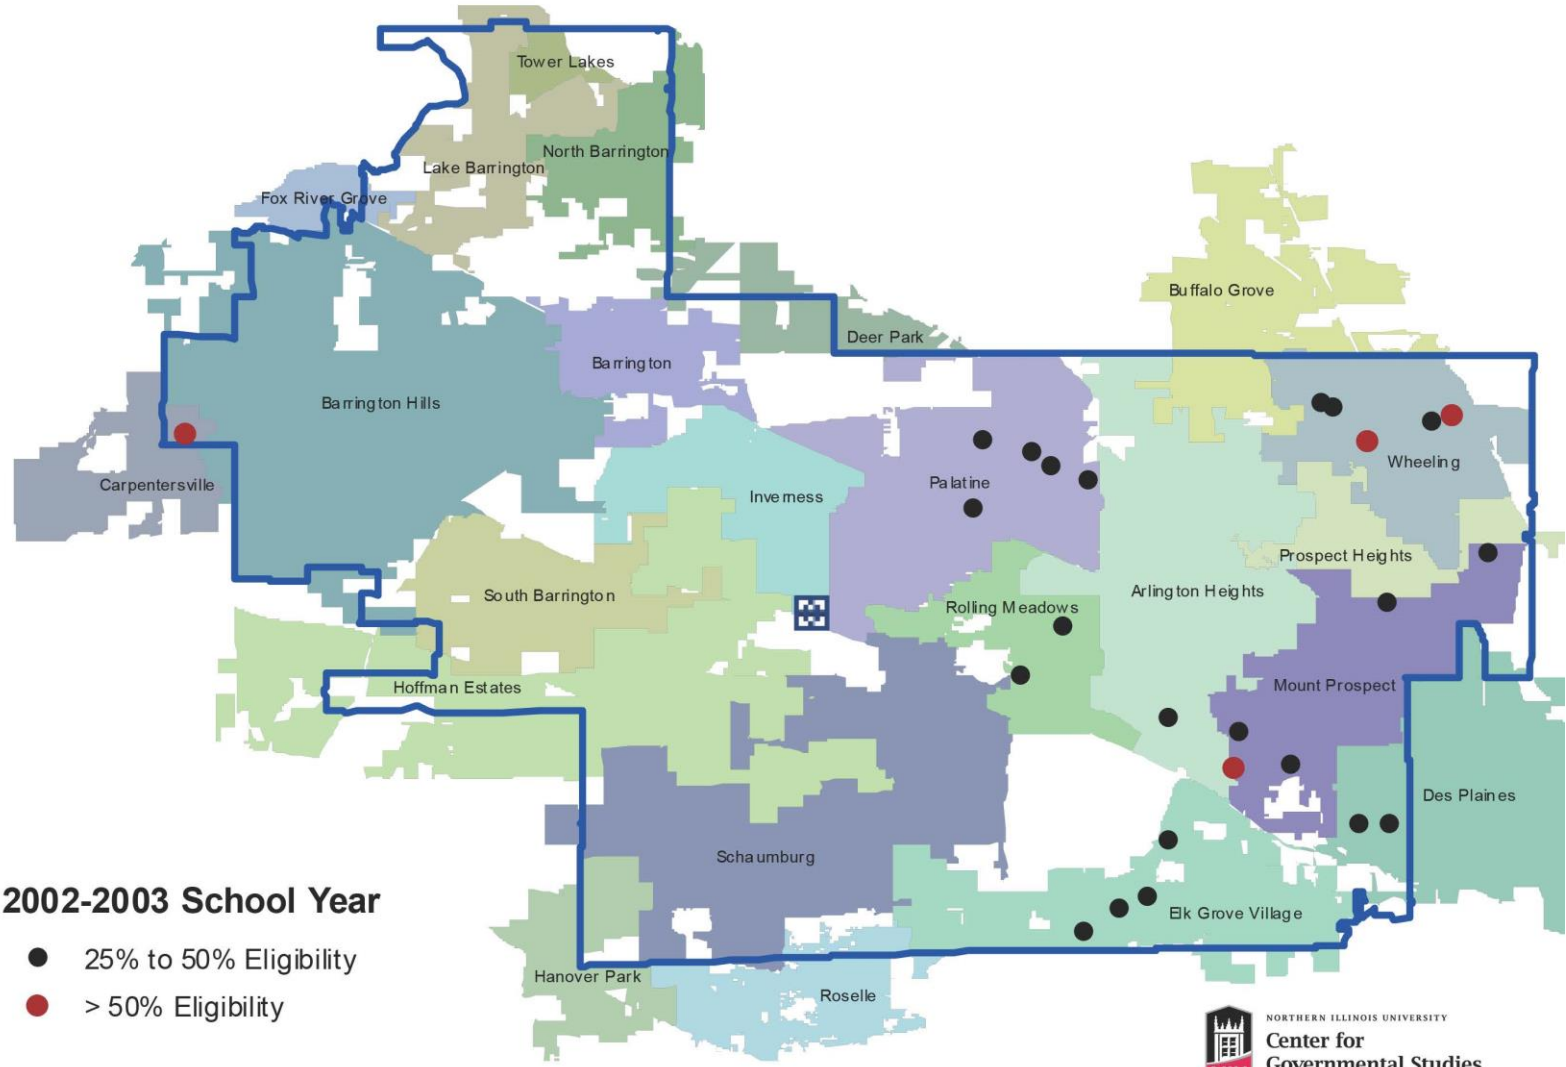 Tower Lakes
North Barrington
Lake Barrington
Fox River Grove
Buffalo Grove
Deer Park
Barrington
Barrington Hills
Wheeling
Carpentersville
Palatine
Inverness
Prospect Heights
Arlington Heights
South Barrington
Rolling Meadows
Mount Prospect
Hoffman Estates
Des Plaines
Schaumburg
2002-2003 School Year
Elk Grove Village
25% to 50% Eligibility
Hanover Park
Roselle
> 50% Eligibility
NORTHERN ILLINOIS UNIVERSITY
Center for
Governmental Studies